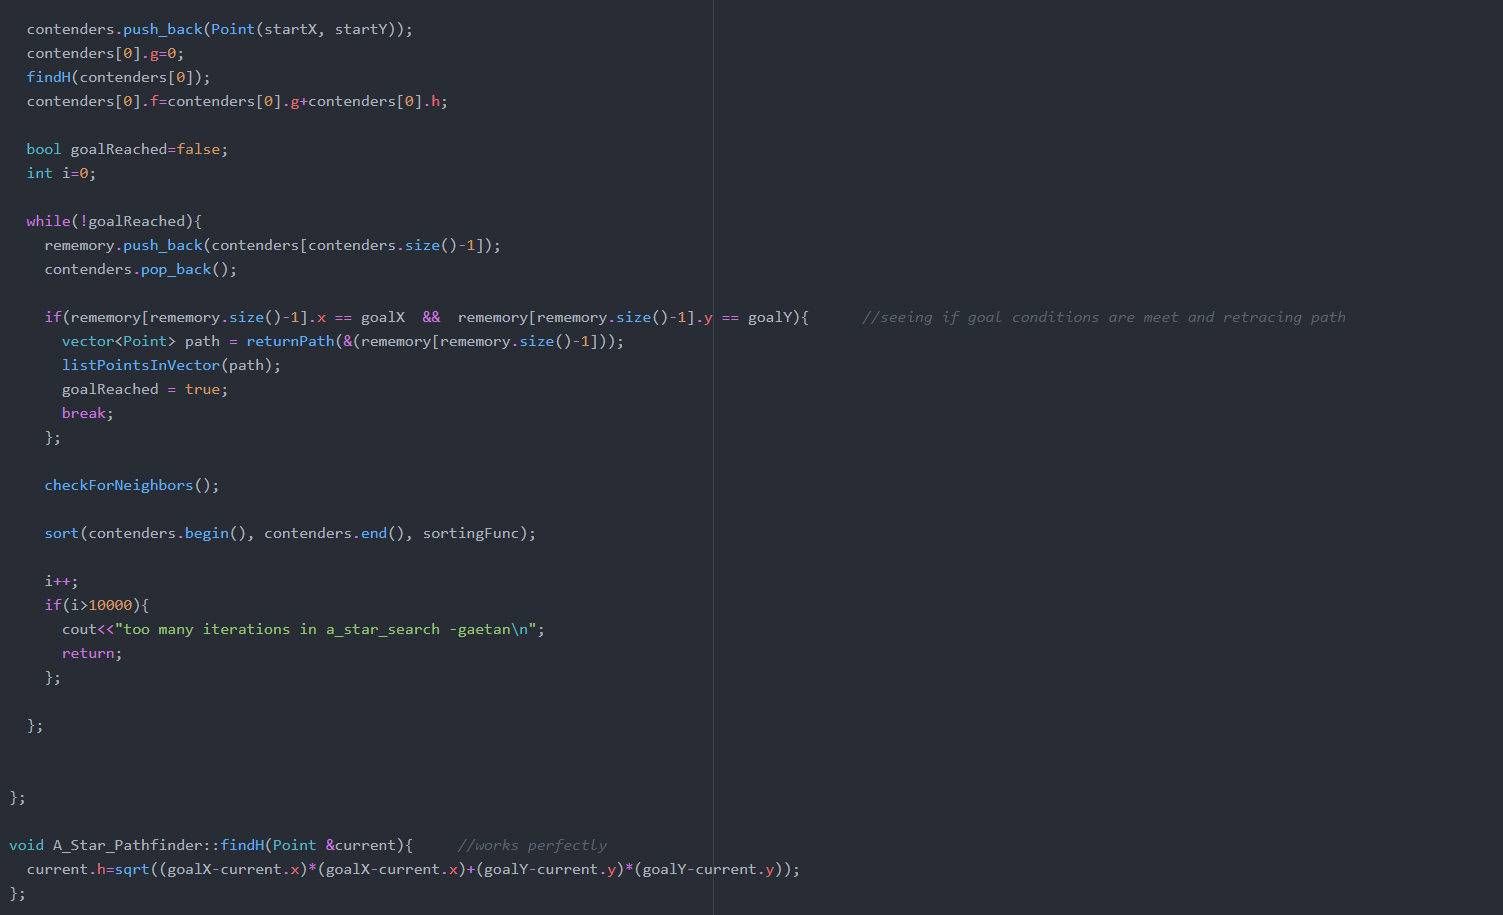 contenders.push_back(Point(startX, startY));
contenders[0].g=0;
findH(contenders[0]);
contenders[0].f=contenders[0].g+contenders[0].h;
bool goalReached=false;
int i=0;
while(!goalReached){
rememory.push_back(contenders[contenders.size()-1]);
contenders.pop_back();
if(rememory[rememory.size()-1].x == goalX  &&  rememory[rememory.size()-1].y == goalY){      //seeing if goal conditions are meet and retracing path
vector<Point> path = returnPath(&(rememory[rememory.size()-1]));
listPointsInVector(path);
goalReached = true;
break;
};
checkForNeighbors();
sort(contenders.begin(), contenders.end(), sortingFunc);
i++;
if(i>10000){
cout<<"too many iterations in a_star_search -gaetan\n";
return;
};
};
};
void A_Star_Pathfinder::findH(Point &current){     //works perfectly
current.h=sqrt((goalX-current.x)*(goalX-current.x)+(goalY-current.y)*(goalY-current.y));
};